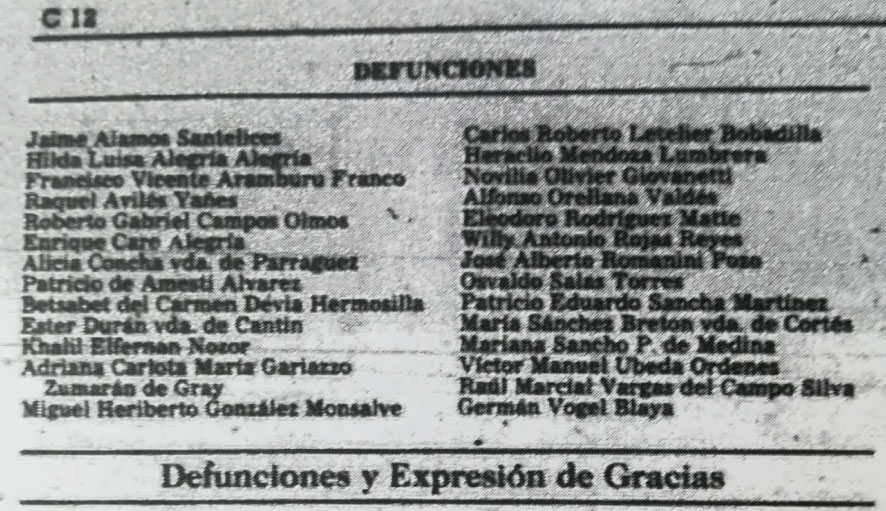 C 12
DEFUNCIONES
Jaime Alamos Santelices
Hilda Luisa Alegría Alegría
Francisco Vicente Aramburu Franco
Raquel Avilés Yañes
Roberto Gabriel Campos Olmos
Enrique Care Alegría
Alicia Concha vda. de Parraguez
Patricio de Amesti Alvarez
Betsabet del Carmen Dévia Hermosilla
Ester Durán vda. de Cantin
Khalil Elfernan Nozor
Adriana Carlota María Gariazzo
Zumarán de Gray
Miguel Heriberto González Monsalve
Carlos Roberto Letelier Bobadilla
Heraclio Mendoza Lumbrera
Novilia Olivier Giovanetti
Alfonso Orellana Valdés
Eleodoro Rodríguez Matte
Willy Antonio Rojas Reyes
José Alberto Romanini Pozo
Osvaldo Salas Torres
Patricio Eduardo Sancha Martínez
María Sánchez Breton vda. de Cortés
Mariana Sancho P. de Medina
Víctor Manuel Ubeda Ordenes
Raúl Marcial Vargas del Campo Silva
Germán Vogel Blaya
Defunciones y Expresión de Gracias